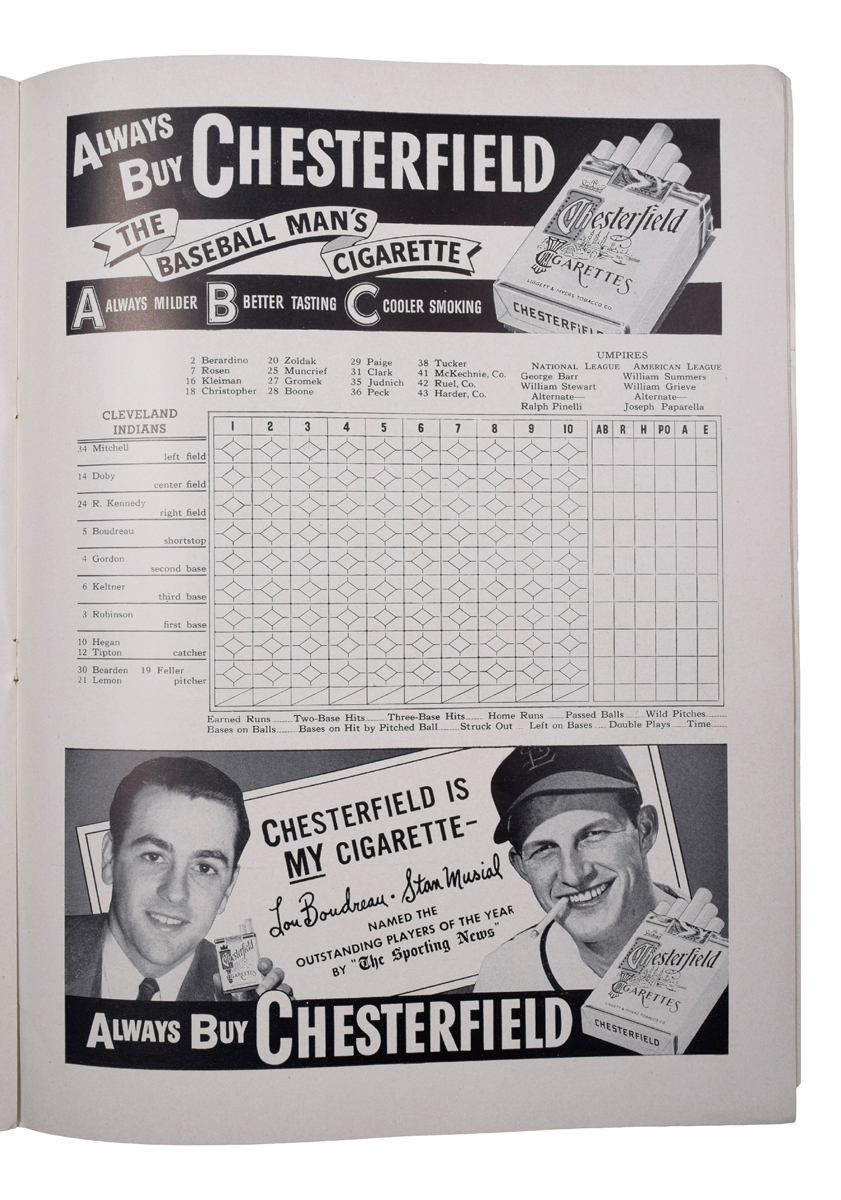 ALWAYS BUY CHESTERFIELD
THE BASEBALL MAN'S CIGARETTE
A ALWAYS MILDER B BETTER TASTING C COOLER SMOKING
Chesterfield
CIGARETTES
LIGGETT & MYERS TOBACCO CO.
CHESTERFIELD
2 Berardino 20 Zoldak 29 Paige 38 Tucker
7 Rosen 25 Muncrief 31 Clark 41 McKechnie, Co.
16 Kleiman 27 Gromek 35 Judnich 42 Ruel, Co.
18 Christopher 28 Boone 36 Peck 43 Harder, Co.
UMPIRES
NATIONAL LEAGUE AMERICAN LEAGUE
George Barr William Summers
William Stewart William Grieve
Alternate— Alternate—
Ralph Pinelli Joseph Paparella
CLEVELAND
INDIANS
1 2 3 4 5 6 7 8 9 10 AB R H PO A E
34 Mitchell
left field
14 Doby
center field
24 R. Kennedy
right field
5 Boudreau
shortstop
4 Gordon
second base
6 Keltner
third base
3 Robinson
first base
10 Hegan
12 Tipton catcher
30 Bearden 19 Feller
21 Lemon pitcher
Earned Runs ...... Two-Base Hits ...... Three-Base Hits ...... Home Runs ...... Passed Balls ...... Wild Pitches ......
Bases on Balls ...... Bases on Hit by Pitched Ball ...... Struck Out ...... Left on Bases ...... Double Plays ...... Time ......
CHESTERFIELD IS
MY CIGARETTE—
Lou Boudreau · Stan Musial
NAMED THE
OUTSTANDING PLAYERS OF THE YEAR
BY "The Sporting News"
Chesterfield
CIGARETTES
Chesterfield
CIGARETTES
LIGGETT & MYERS TOBACCO CO.
CHESTERFIELD
ALWAYS BUY CHESTERFIELD